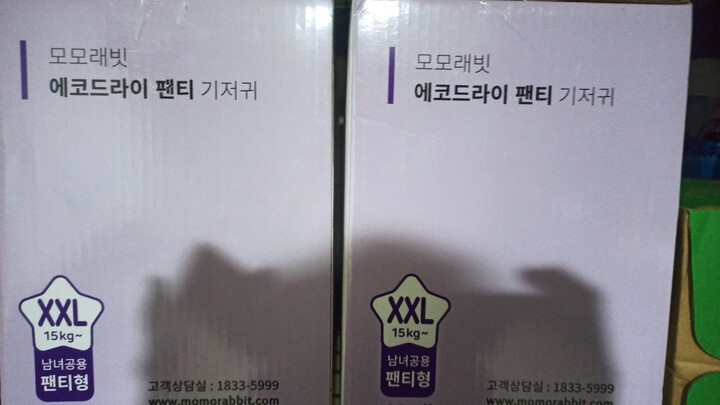 모모래빗
에코드라이 팬티 기저귀
XXL
15kg~
남녀공용
팬티형
고객상담실 : 1833-5999
www.momorabbit.com
모모래빗
에코드라이 팬티 기저귀
XXL
15kg~
남녀공용
팬티형
고객상담실 : 1833-5999
www.momorabbit.com